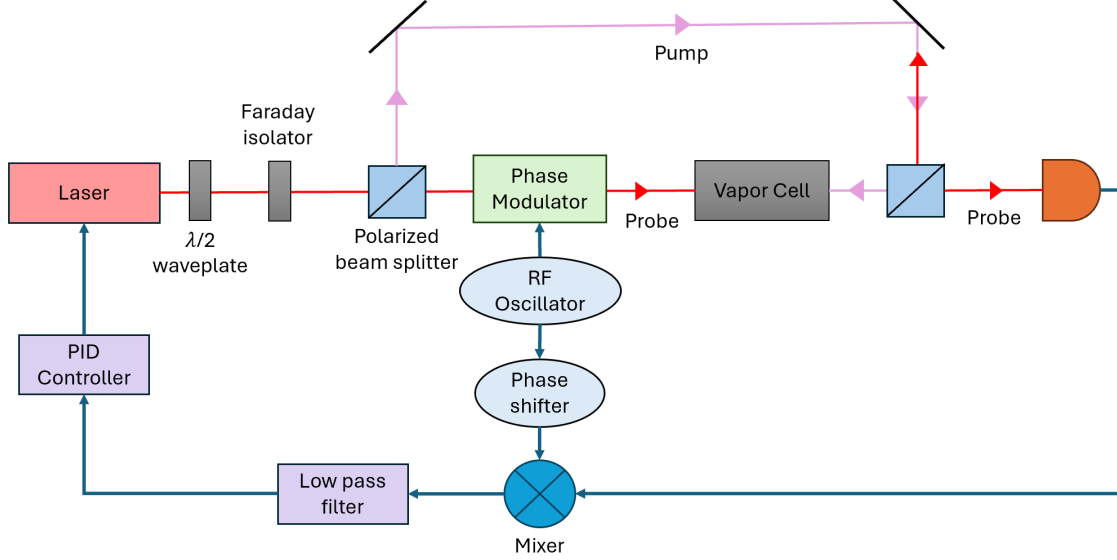 Pump
Faraday
isolator
Laser
Phase
Modulator
Vapor Cell
Probe
Probe
λ/2
waveplate
Polarized
beam splitter
RF
Oscillator
PID
Controller
Phase
shifter
Low pass
filter
Mixer